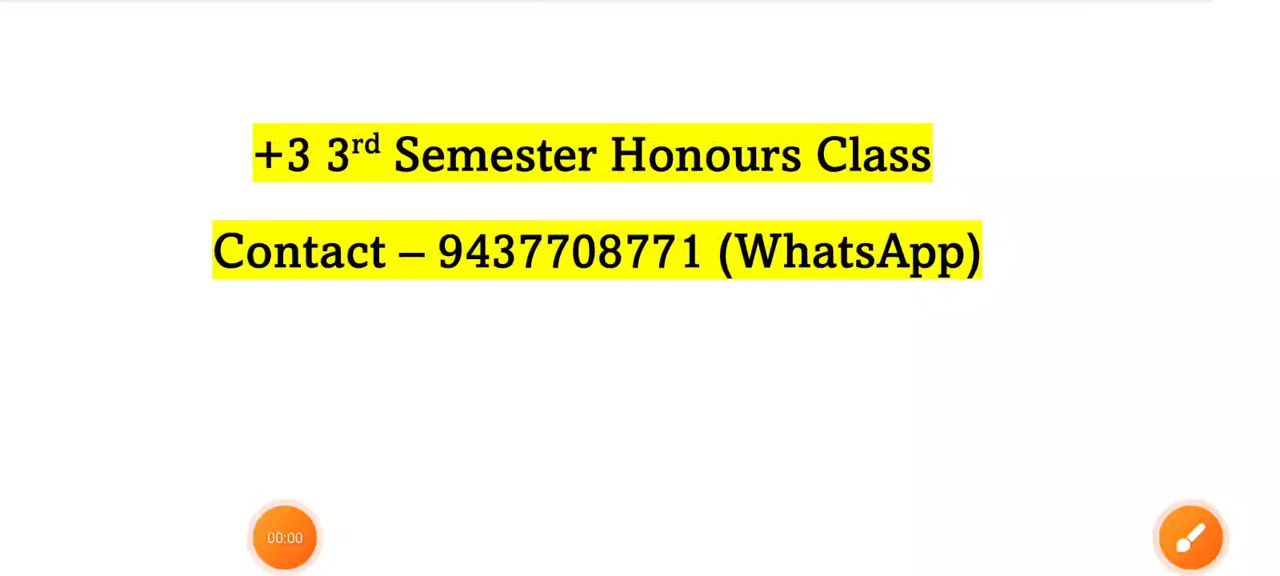 +3 3rd Semester Honours Class
Contact – 9437708771 (WhatsApp)
00:00